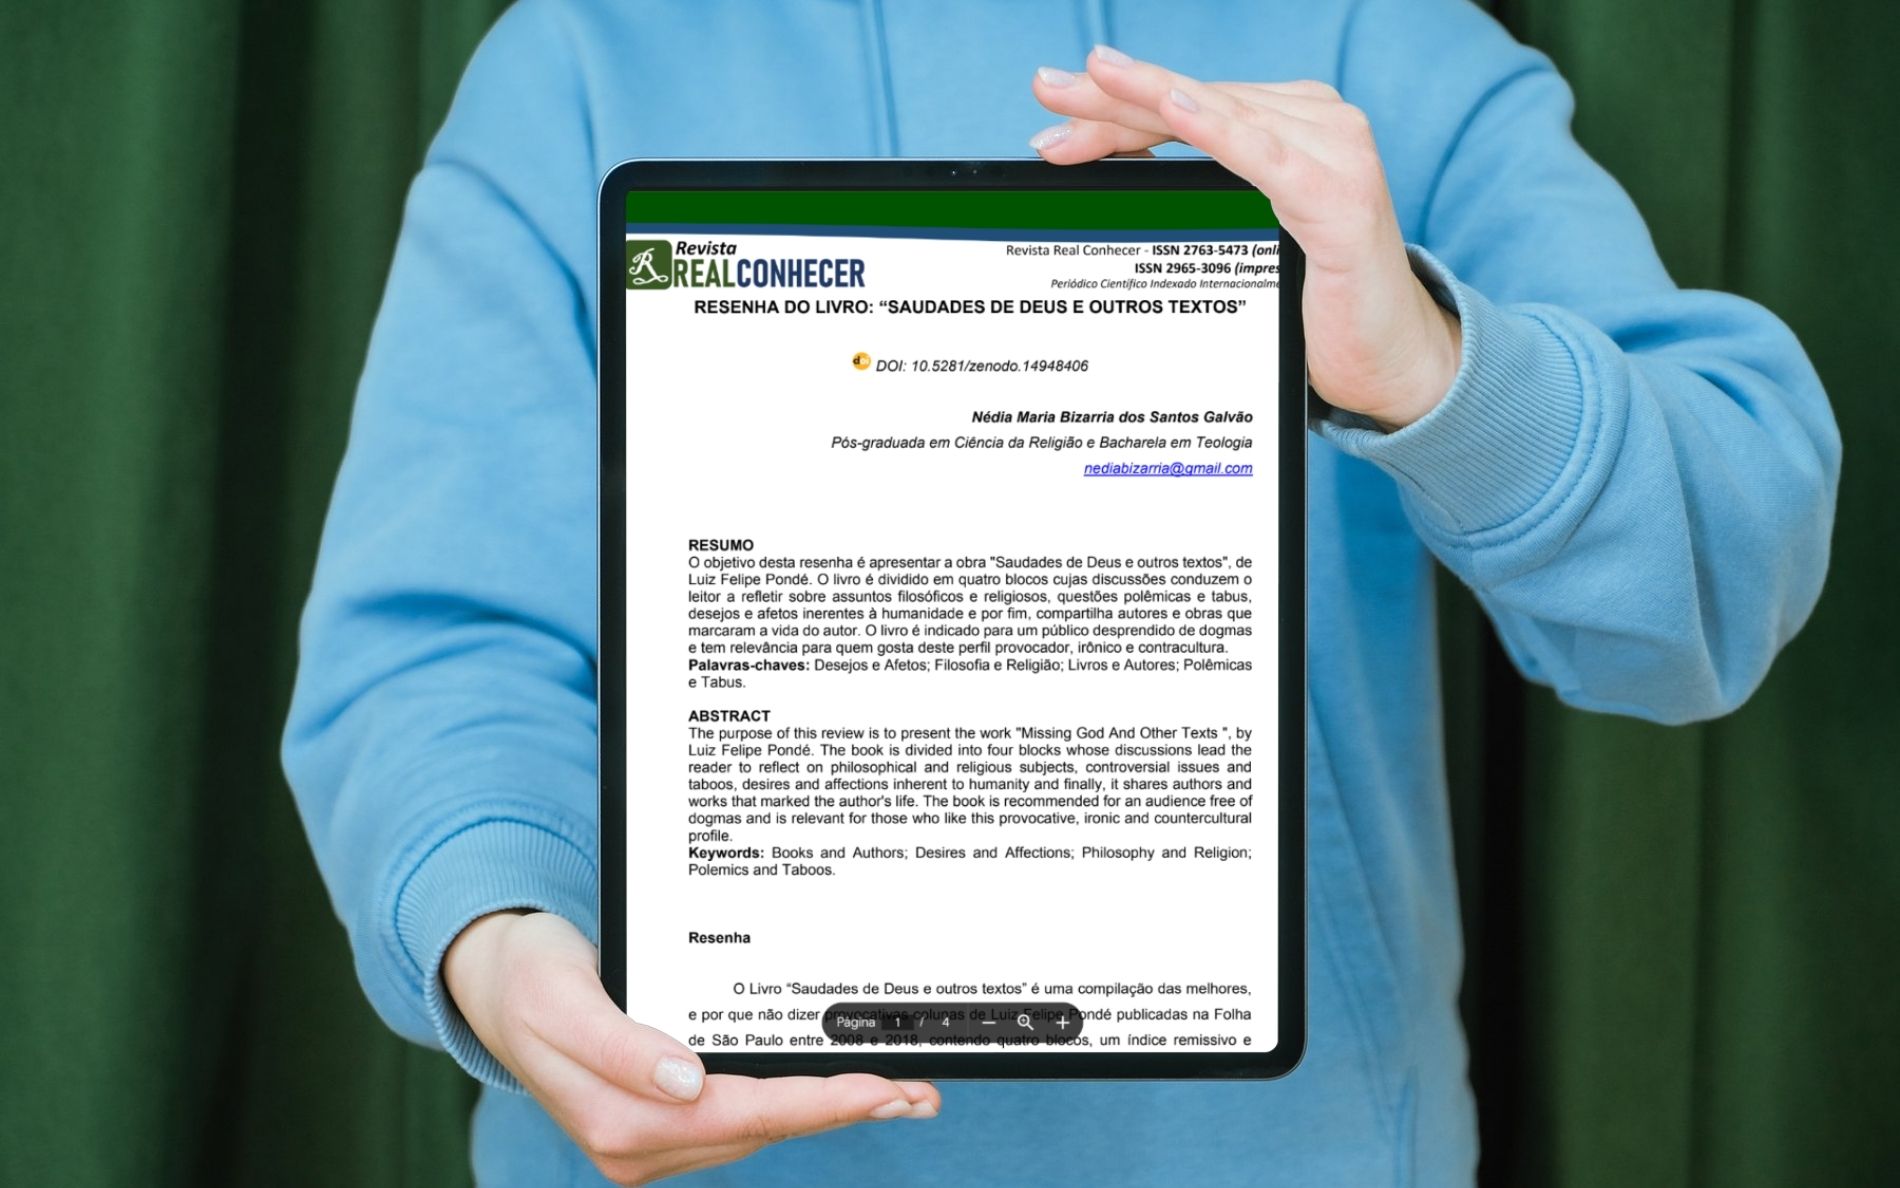 Revista
REALCONHECER
Revista Real Conhecer - ISSN 2763-5473 (onli
ISSN 2965-3096 (impres
Periódico Científico Indexado Internacionalme
RESENHA DO LIVRO: “SAUDADES DE DEUS E OUTROS TEXTOS”
DOI: 10.5281/zenodo.14948406
Nédia Maria Bizarria dos Santos Galvão
Pós-graduada em Ciência da Religião e Bacharela em Teologia
nediabizarria@gmail.com
RESUMO
O objetivo desta resenha é apresentar a obra "Saudades de Deus e outros textos", de
Luiz Felipe Pondé. O livro é dividido em quatro blocos cujas discussões conduzem o
leitor a refletir sobre assuntos filosóficos e religiosos, questões polêmicas e tabus,
desejos e afetos inerentes à humanidade e por fim, compartilha autores e obras que
marcaram a vida do autor. O livro é indicado para um público desprendido de dogmas
e tem relevância para quem gosta deste perfil provocador, irônico e contracultura.
Palavras-chaves: Desejos e Afetos; Filosofia e Religião; Livros e Autores; Polêmicas
e Tabus.
ABSTRACT
The purpose of this review is to present the work "Missing God And Other Texts ", by
Luiz Felipe Pondé. The book is divided into four blocks whose discussions lead the
reader to reflect on philosophical and religious subjects, controversial issues and
taboos, desires and affections inherent to humanity and finally, it shares authors and
works that marked the author's life. The book is recommended for an audience free of
dogmas and is relevant for those who like this provocative, ironic and countercultural
profile.
Keywords: Books and Authors; Desires and Affections; Philosophy and Religion;
Polemics and Taboos.
Resenha
O Livro “Saudades de Deus e outros textos” é uma compilação das melhores,
e por que não dizer provocativas colunas de Luiz Felipe Pondé publicadas na Folha
Página 1 / 4
de São Paulo entre 2008 e 2018, contendo quatro blocos, um índice remissivo e